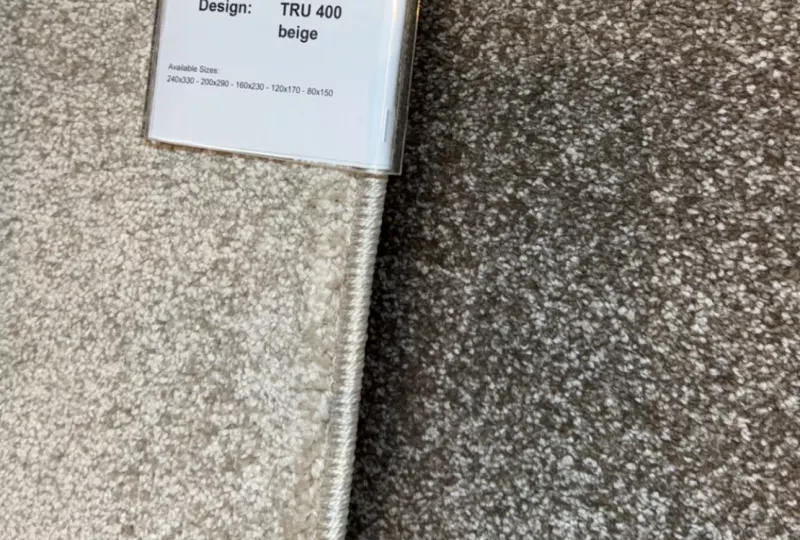 Design: TRU 400
beige
Available Sizes:
240x330 - 200x290 - 160x230 - 120x170 - 80x150